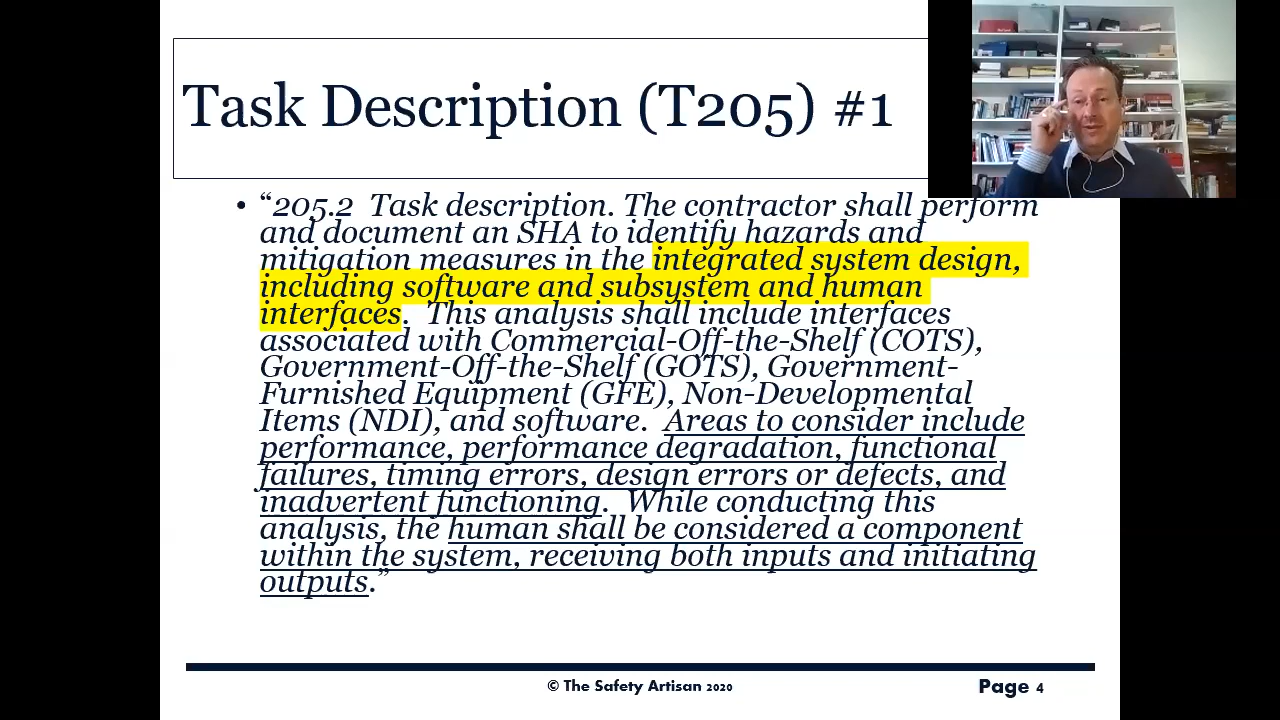 Task Description (T205) #1
• “205.2 Task description. The contractor shall perform
and document an SHA to identify hazards and
mitigation measures in the integrated system design,
including software and subsystem and human
interfaces. This analysis shall include interfaces
associated with Commercial-Off-the-Shelf (COTS),
Government-Off-the-Shelf (GOTS), Government-
Furnished Equipment (GFE), Non-Developmental
Items (NDI), and software. Areas to consider include
performance, performance degradation, functional
failures, timing errors, design errors or defects, and
inadvertent functioning. While conducting this
analysis, the human shall be considered a component
within the system, receiving both inputs and initiating
outputs.”
© The Safety Artisan 2020
Page 4